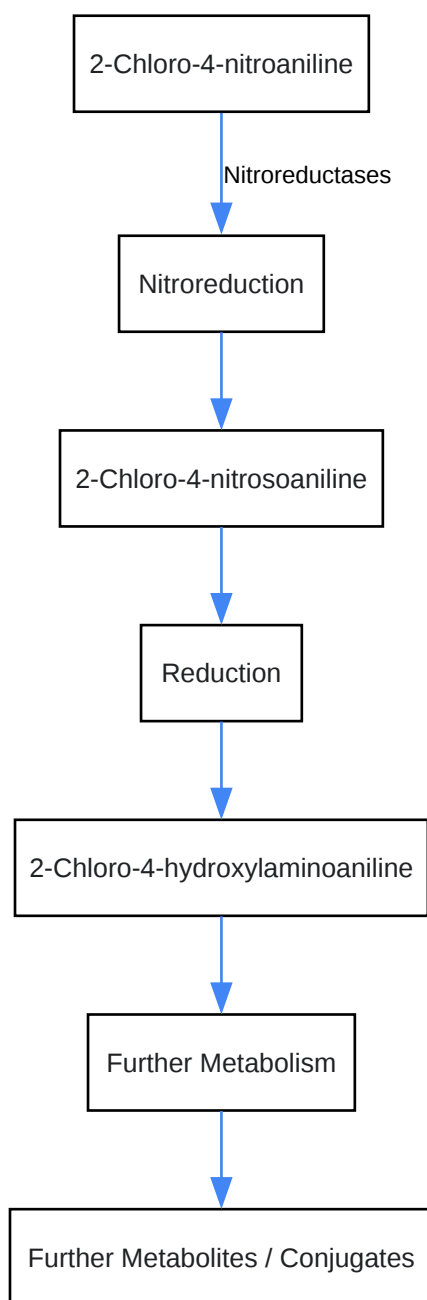 2-Chloro-4-nitroaniline
Nitroreductases
Nitroreduction
2-Chloro-4-nitrosoaniline
Reduction
2-Chloro-4-hydroxylaminoaniline
Further Metabolism
Further Metabolites / Conjugates